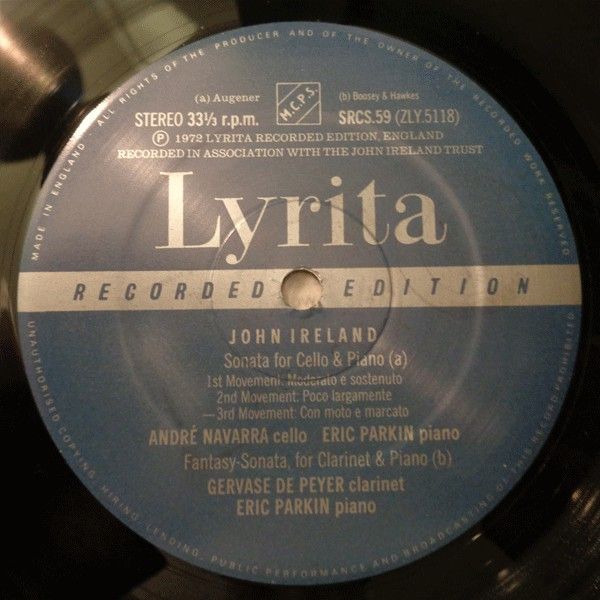 MADE IN ENGLAND · ALL RIGHTS OF THE PRODUCER AND OF THE OWNER OF THE RECORDED WORK RESERVED
(a) Augener
M.C.P.S.
(b) Boosey & Hawkes
STEREO 33⅓ r.p.m.
SRCS.59 (ZLY.5118)
Ⓟ 1972 LYRITA RECORDED EDITION, ENGLAND
RECORDED IN ASSOCIATION WITH THE JOHN IRELAND TRUST
Lyrita
RECORDED EDITION
JOHN IRELAND
Sonata for Cello & Piano (a)
1st Movement: Moderato e sostenuto
2nd Movement: Poco largamente
—3rd Movement: Con moto e marcato
ANDRÉ NAVARRA cello ERIC PARKIN piano
Fantasy-Sonata, for Clarinet & Piano (b)
GERVASE DE PEYER clarinet
ERIC PARKIN piano
UNAUTHORISED COPYING, HIRING, LENDING, PUBLIC PERFORMANCE AND BROADCASTING OF THIS RECORD PROHIBITED